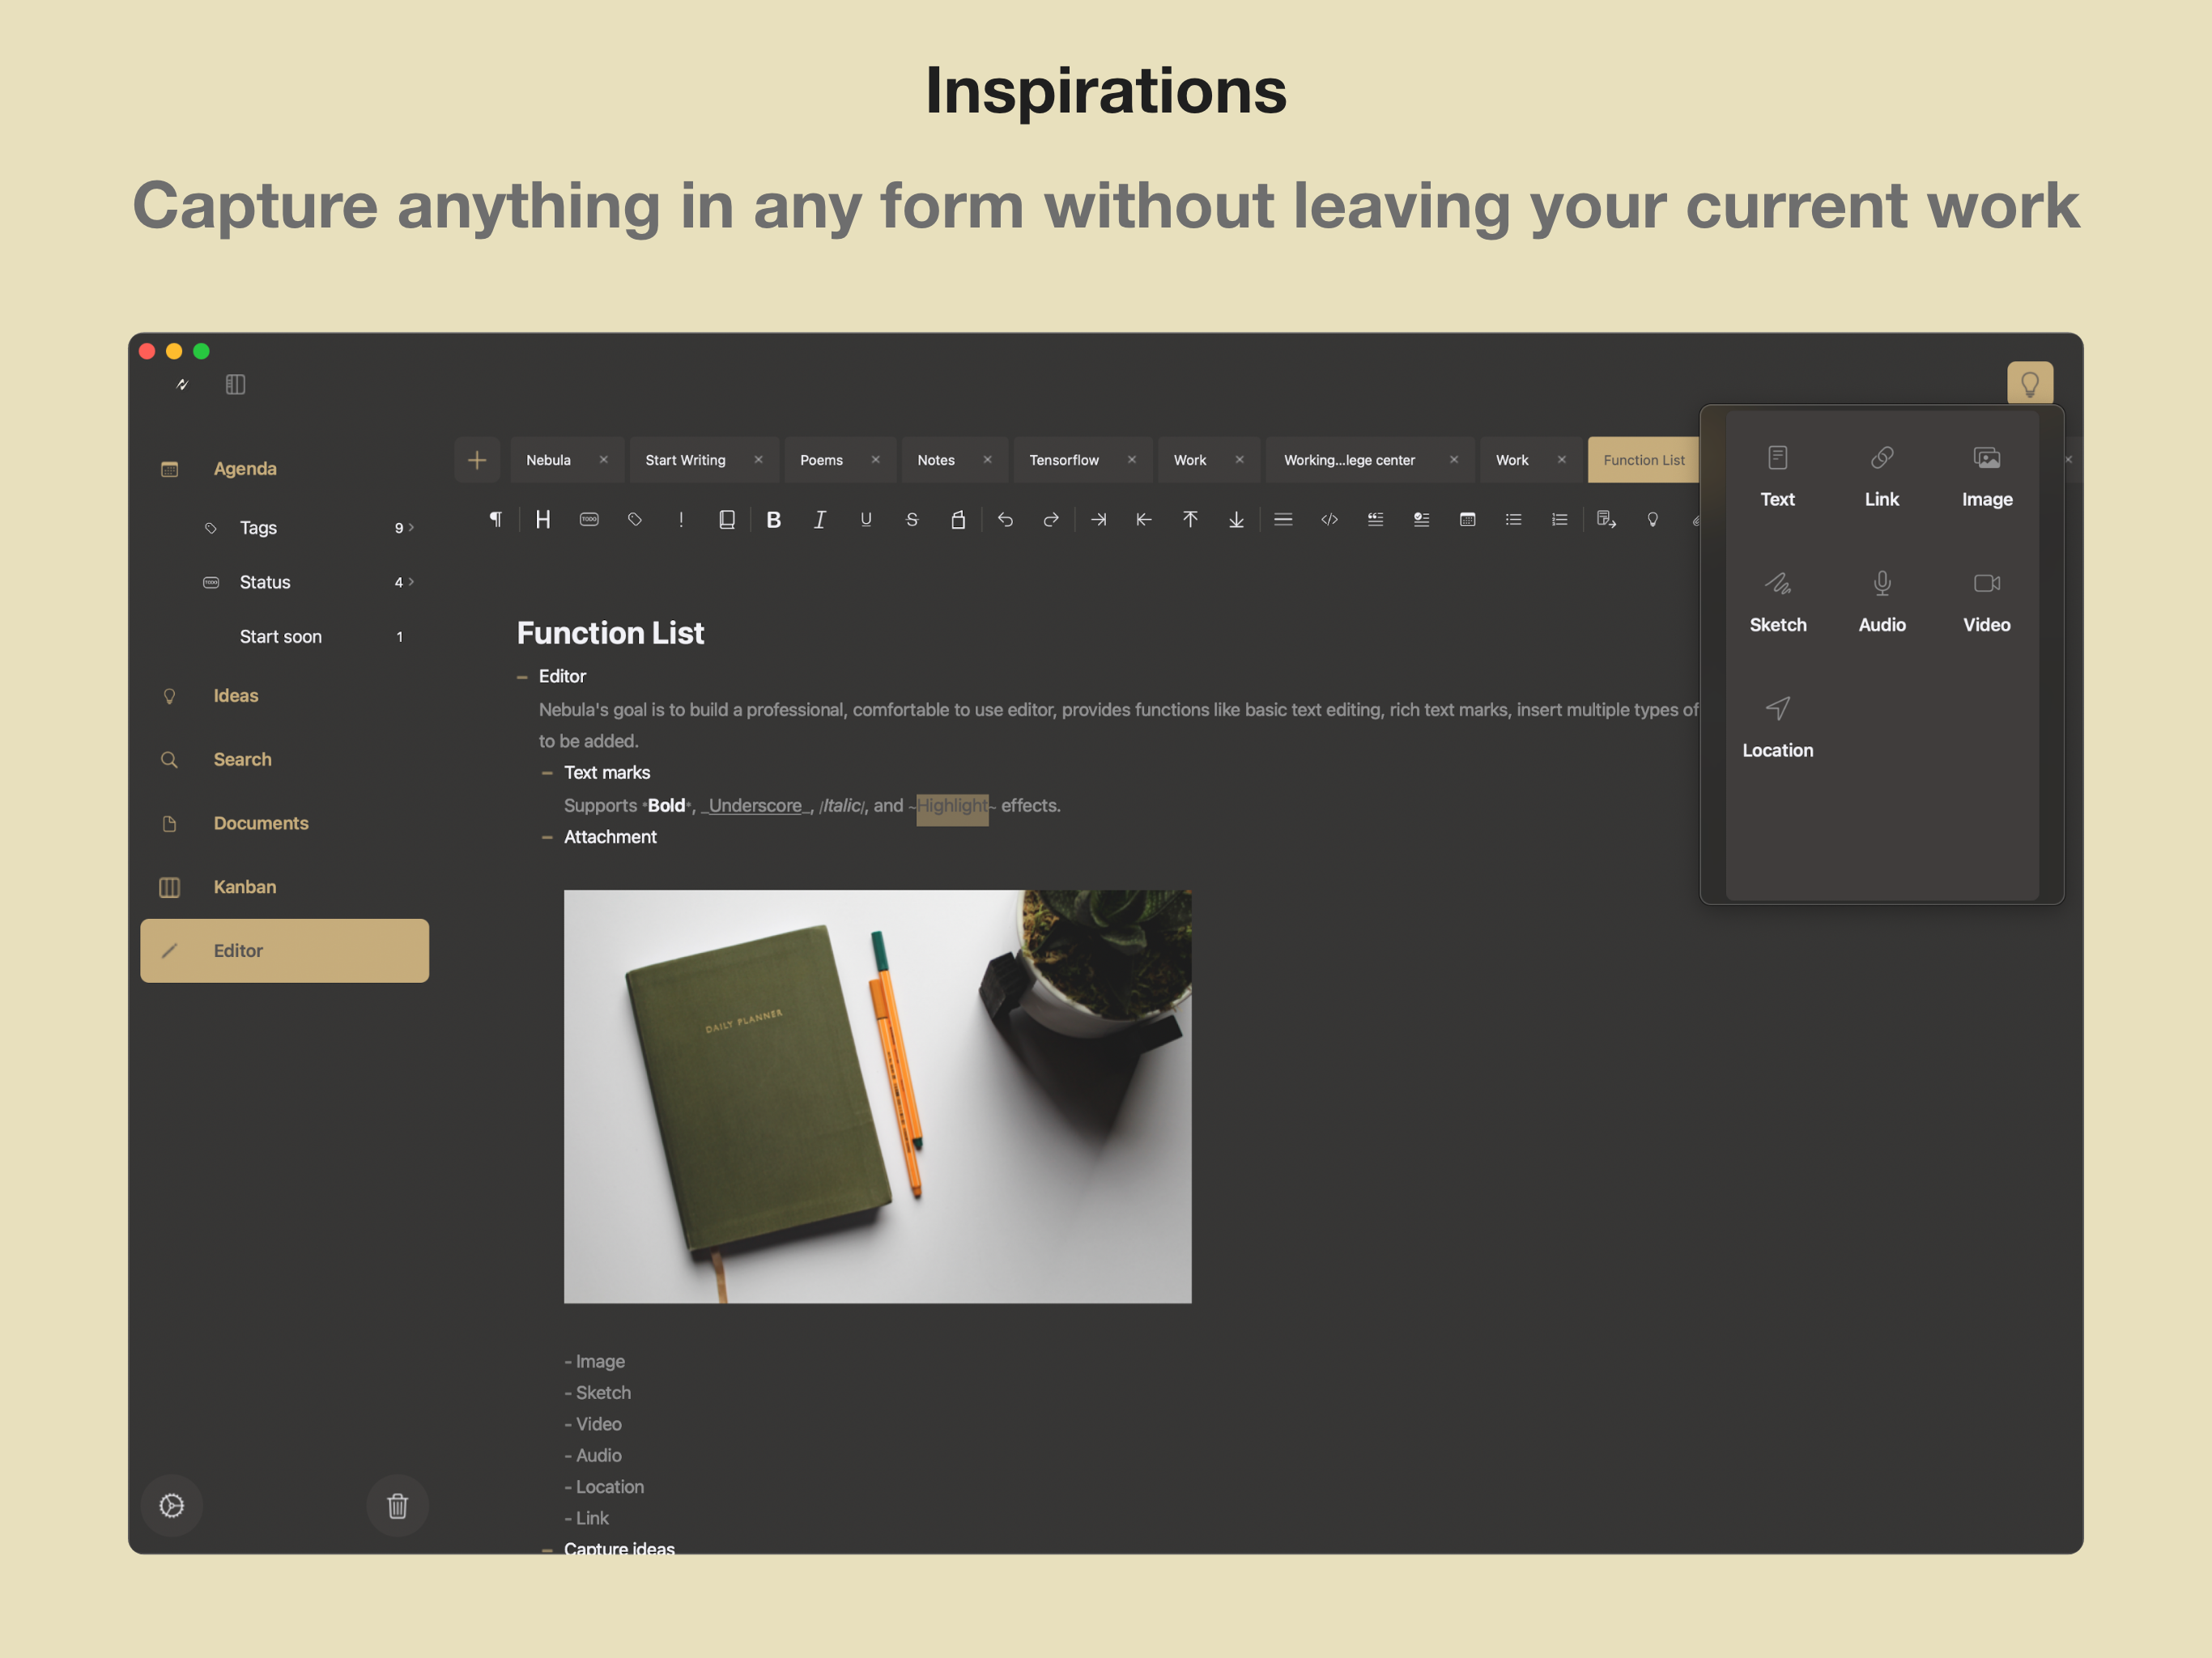 Inspirations
Capture anything in any form without leaving your current work
Agenda
Tags 9
Status 4
Start soon 1
Ideas
Search
Documents
Kanban
Editor
Nebula
Start Writing
Poems
Notes
Tensorflow
Work
Working...lege center
Work
Function List
H TODO ! B I U S
Text
Link
Image
Sketch
Audio
Video
Location
Function List
Editor
Nebula's goal is to build a professional, comfortable to use editor, provides functions like basic text editing, rich text marks, insert multiple types of
to be added.
Text marks
Supports *Bold*, _Underscore_, /Italic/, and ~Highlight~ effects.
Attachment
DAILY PLANNER
- Image
- Sketch
- Video
- Audio
- Location
- Link
Capture ideas